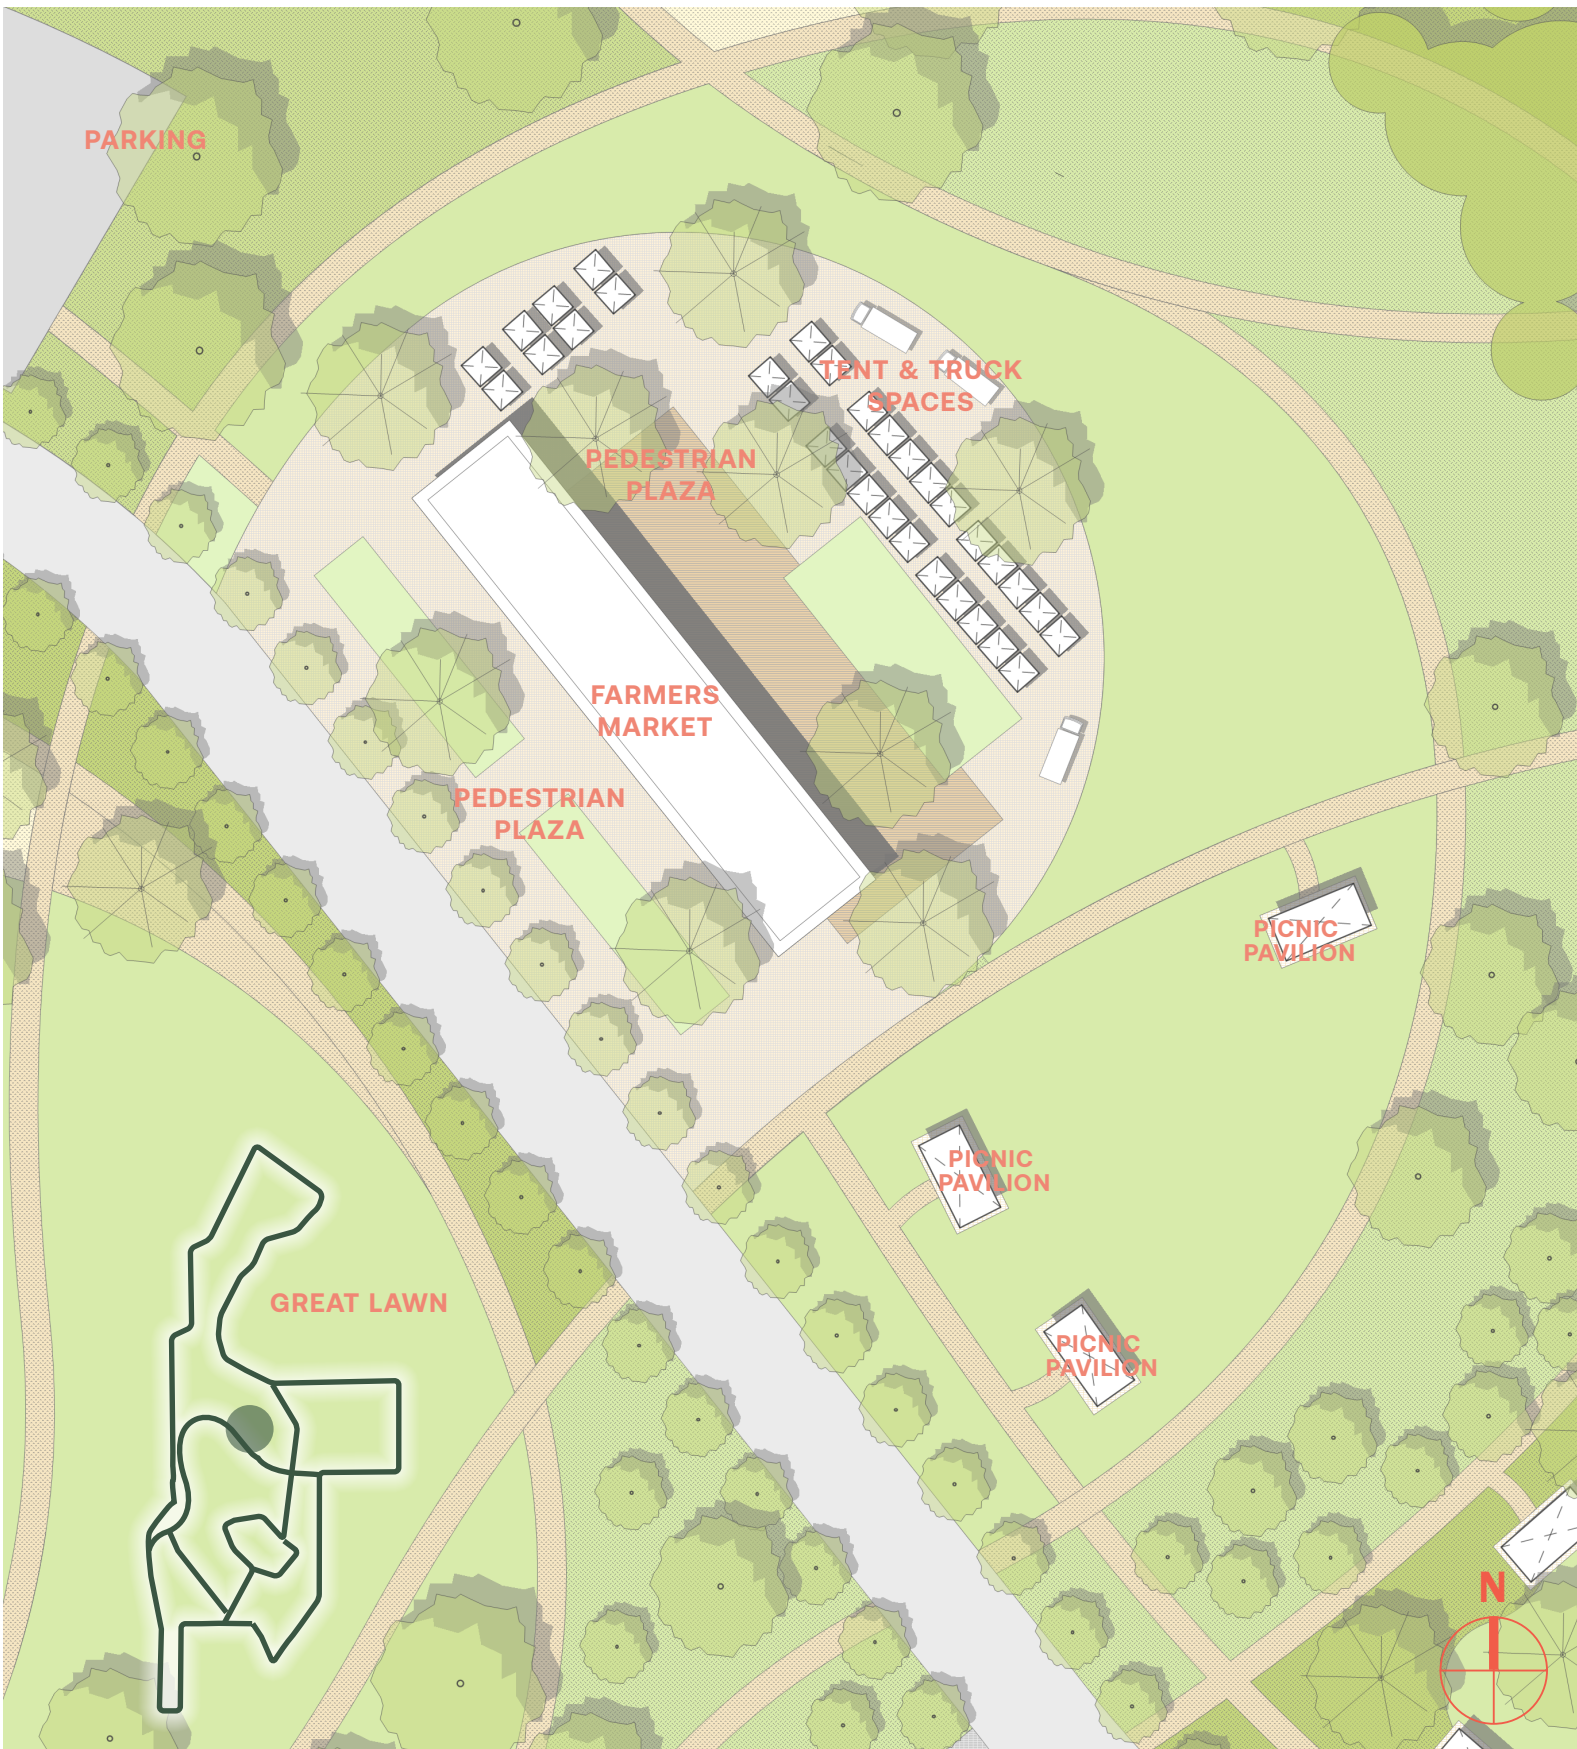 PARKING
TENT & TRUCK
SPACES
PEDESTRIAN
PLAZA
FARMERS
MARKET
PEDESTRIAN
PLAZA
PICNIC
PAVILION
PICNIC
PAVILION
GREAT LAWN
PICNIC
PAVILION
N